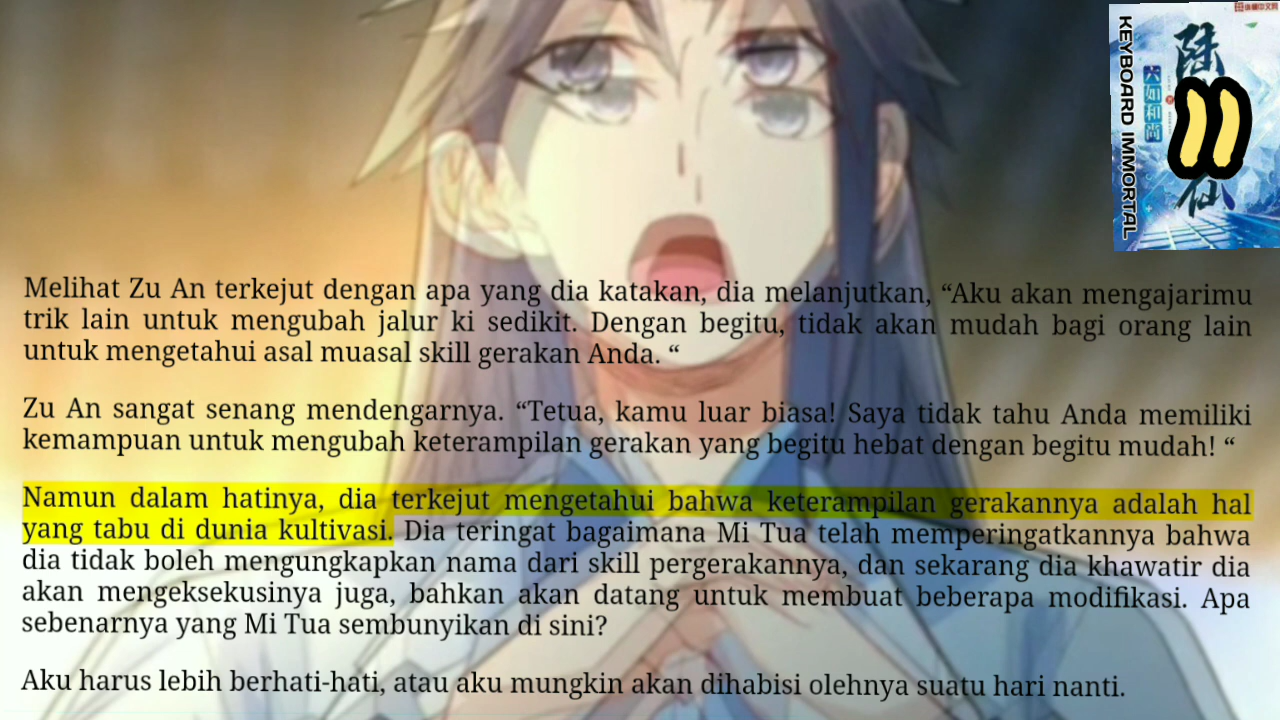 陆
仙
六如和尚
KEYBOARD IMMORTAL
Melihat Zu An terkejut dengan apa yang dia katakan, dia melanjutkan, “Aku akan mengajarimu
trik lain untuk mengubah jalur ki sedikit. Dengan begitu, tidak akan mudah bagi orang lain
untuk mengetahui asal muasal skill gerakan Anda. “
Zu An sangat senang mendengarnya. “Tetua, kamu luar biasa! Saya tidak tahu Anda memiliki
kemampuan untuk mengubah keterampilan gerakan yang begitu hebat dengan begitu mudah! “
Namun dalam hatinya, dia terkejut mengetahui bahwa keterampilan gerakannya adalah hal
yang tabu di dunia kultivasi. Dia teringat bagaimana Mi Tua telah memperingatkannya bahwa
dia tidak boleh mengungkapkan nama dari skill pergerakannya, dan sekarang dia khawatir dia
akan mengeksekusinya juga, bahkan akan datang untuk membuat beberapa modifikasi. Apa
sebenarnya yang Mi Tua sembunyikan di sini?
Aku harus lebih berhati-hati, atau aku mungkin akan dihabisi olehnya suatu hari nanti.